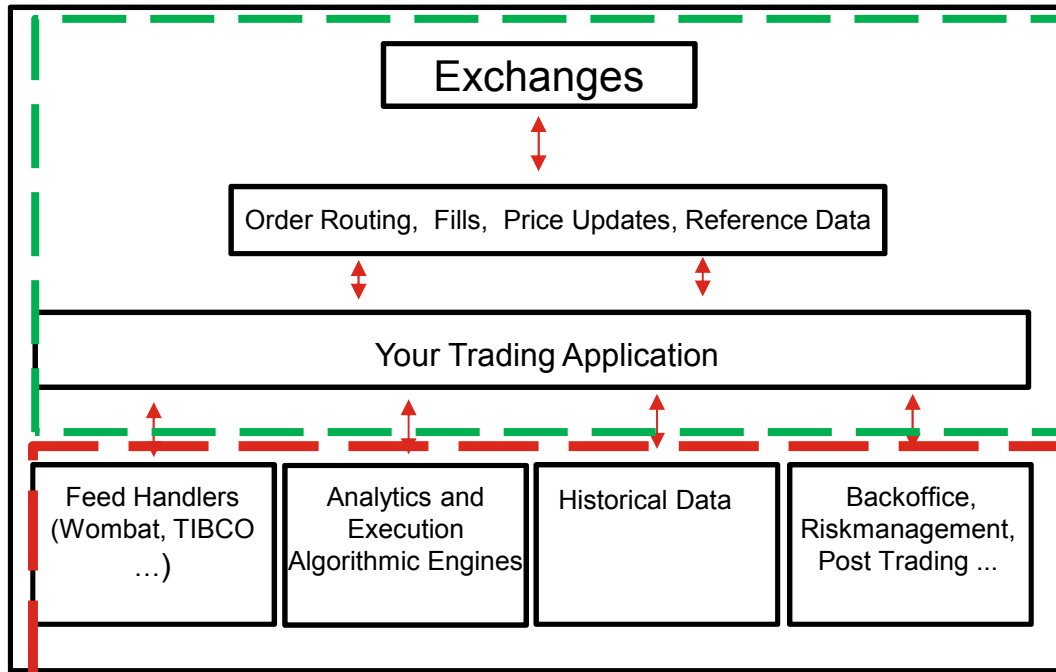 Exchanges
Order Routing, Fills, Price Updates, Reference Data
Your Trading Application
Feed Handlers
(Wombat, TIBCO
…)
Analytics and
Execution
Algorithmic Engines
Historical Data
Backoffice,
Riskmanagement,
Post Trading ...